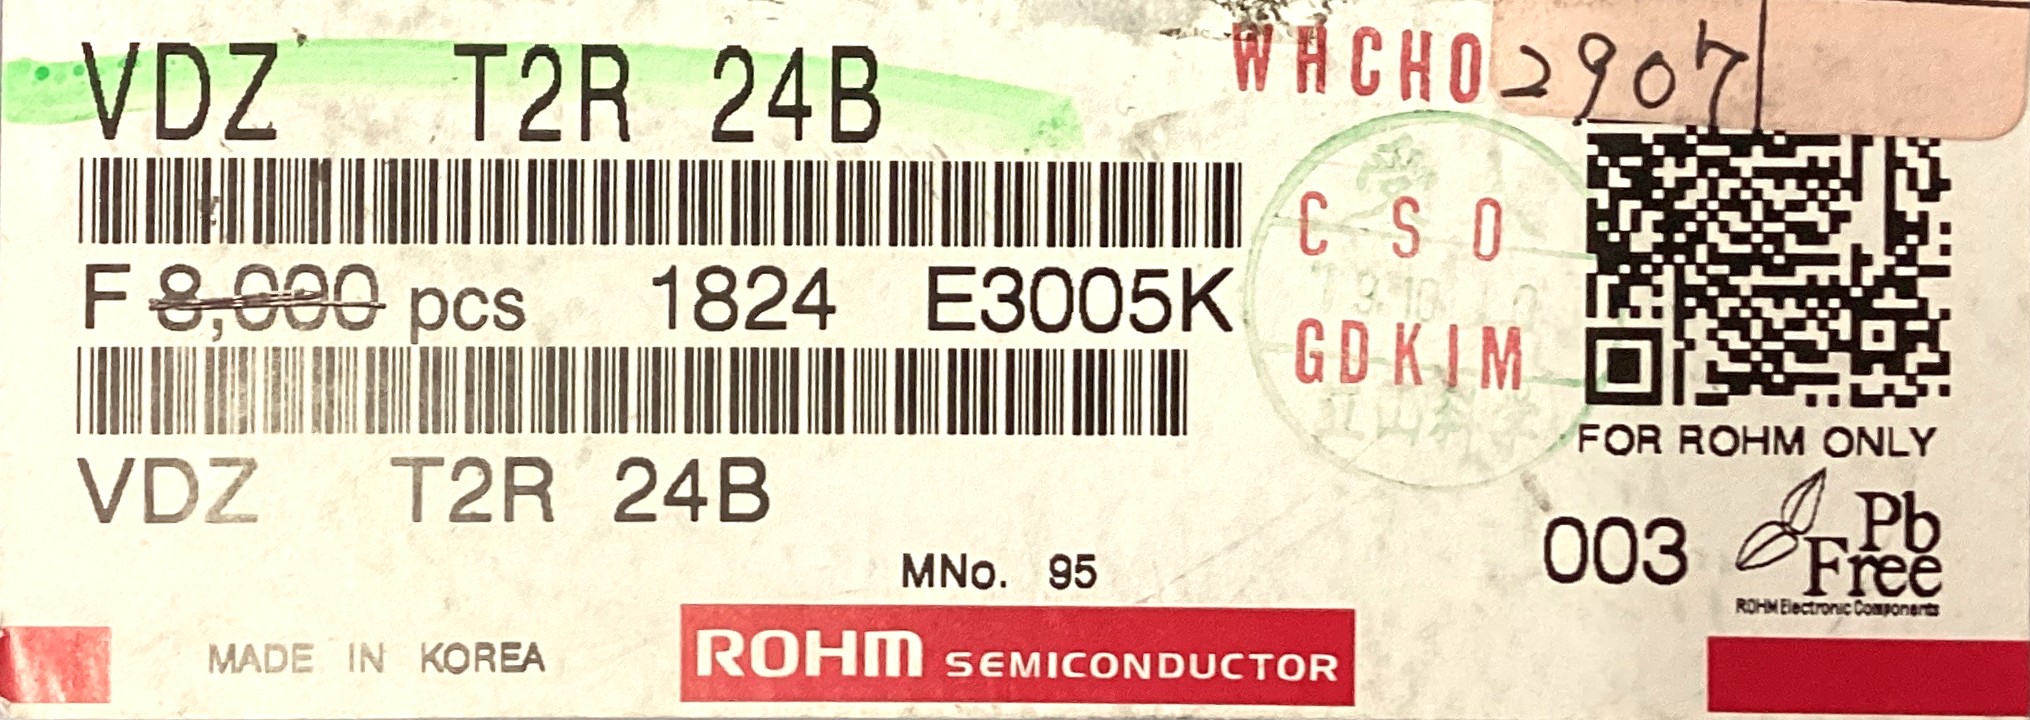 VDZ T2R 24B
WHCHO
2907
C S O
GDKIM
F 8,000 pcs 1824 E3005K
VDZ T2R 24B
FOR ROHM ONLY
MNo. 95
003
Pb
Free
ROHM Electronic Components
MADE IN KOREA
ROHM SEMICONDUCTOR